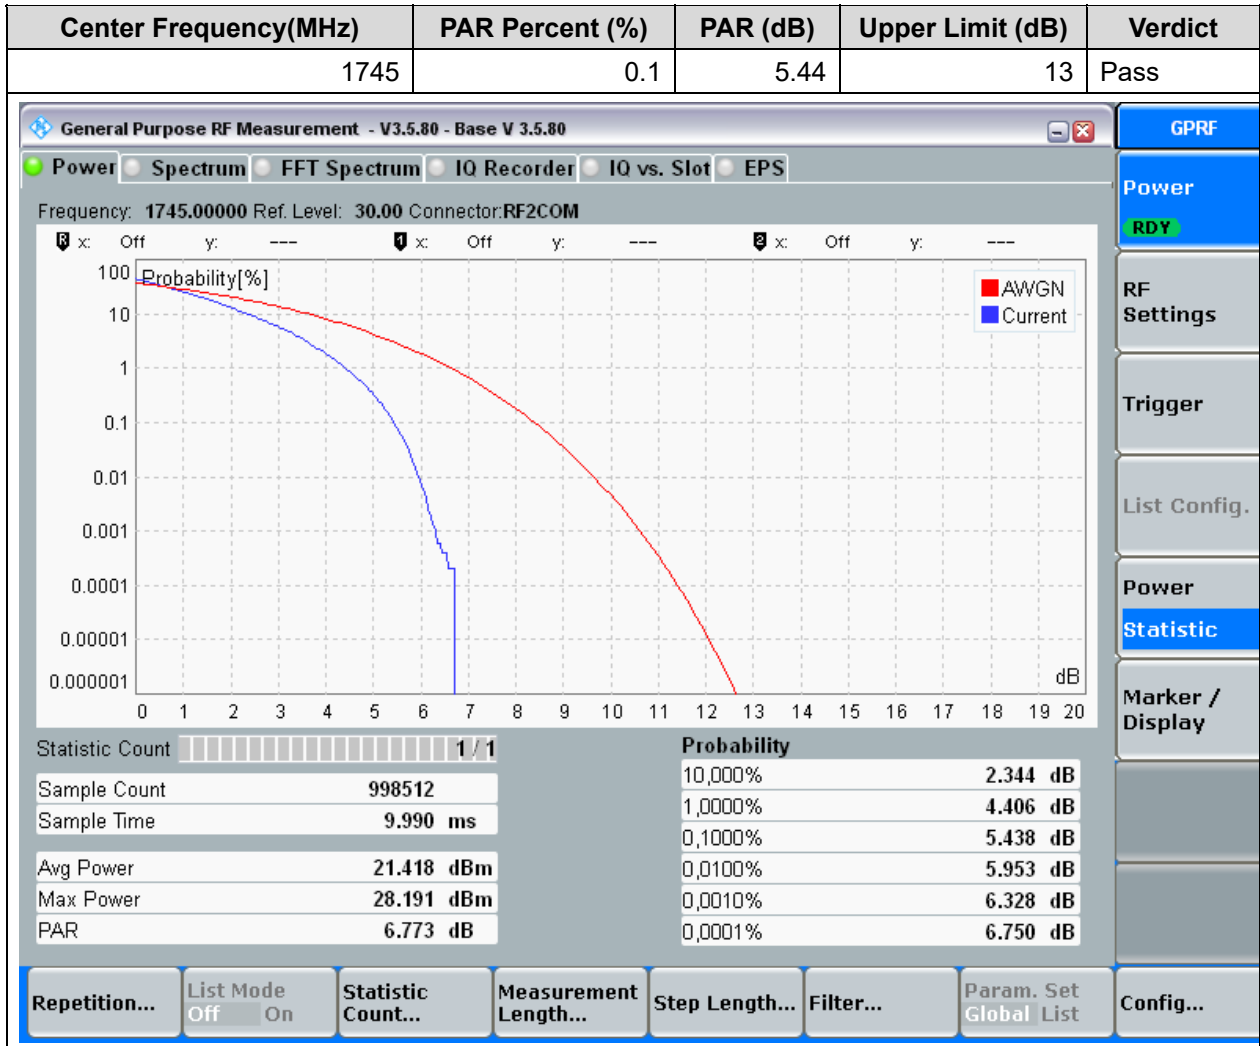 Center Frequency(MHz) PAR Percent (%) PAR (dB) Upper Limit (dB) Verdict
1745 0.1 5.44 13 Pass
General Purpose RF Measurement - V3.5.80 - Base V 3.5.80
GPRF
Power Spectrum FFT Spectrum IQ Recorder IQ vs. Slot EPS
Power
RDY
Frequency: 1745.00000 Ref. Level: 30.00 Connector:RF2COM
R x: Off y: --- 1 x: Off y: --- 2 x: Off y: ---
Probability[%]
AWGN
Current
100
10
1
0.1
0.01
0.001
0.0001
0.00001
0.000001
dB
0 1 2 3 4 5 6 7 8 9 10 11 12 13 14 15 16 17 18 19 20
RF
Settings
Trigger
List Config.
Power
Statistic
Marker /
Display
Statistic Count 1 / 1
Sample Count 998512
Sample Time 9.990 ms
Avg Power 21.418 dBm
Max Power 28.191 dBm
PAR 6.773 dB
Probability
10,000% 2.344 dB
1,0000% 4.406 dB
0,1000% 5.438 dB
0,0100% 5.953 dB
0,0010% 6.328 dB
0,0001% 6.750 dB
Repetition...
List Mode
Off On
Statistic
Count...
Measurement
Length...
Step Length...
Filter...
Param. Set
Global List
Config...